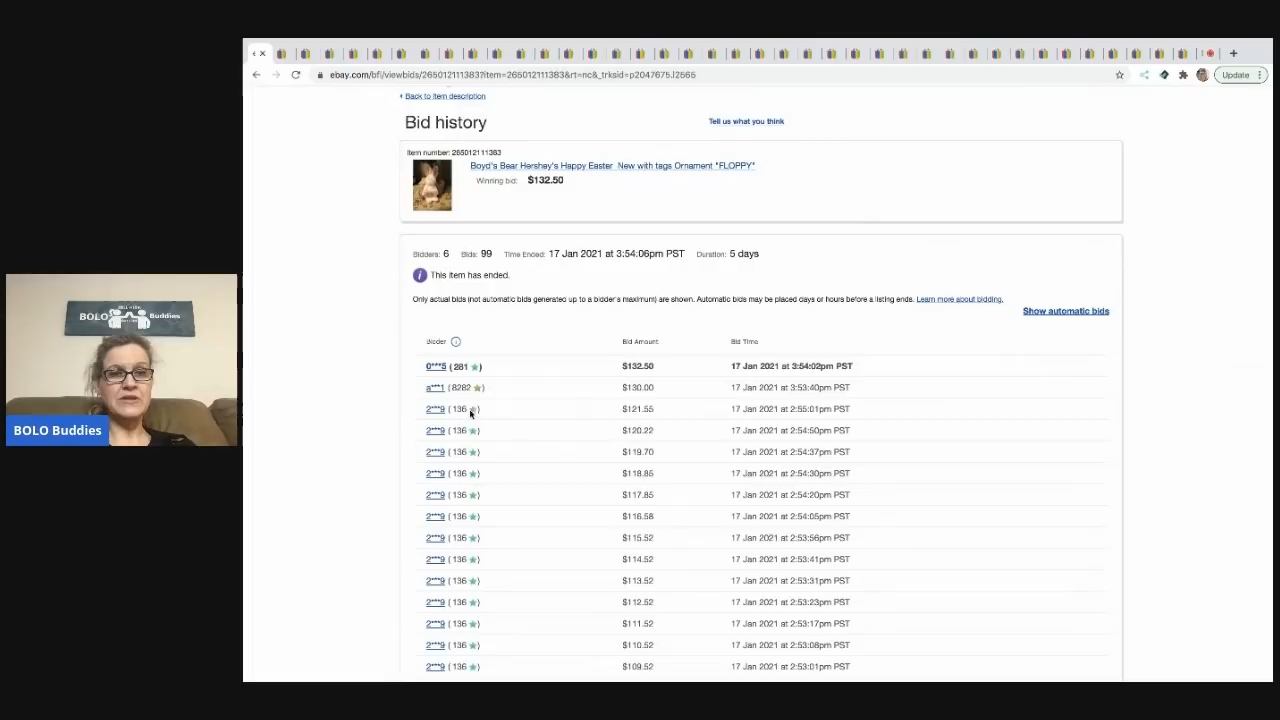 Update
ebay.com/bfl/viewbids/265012111383?item=265012111383&rt=nc&_trksid=p2047675.l2565
Back to item description
Bid history
Tell us what you think
Item number: 265012111383
Boyd's Bear Hershey's Happy Easter New with tags Ornament "FLOPPY"
Winning bid: $132.50
Bidders: 6 Bids: 99 Time Ended: 17 Jan 2021 at 3:54:06pm PST Duration: 5 days
This item has ended.
Only actual bids (not automatic bids generated up to a bidder's maximum) are shown. Automatic bids may be placed days or hours before a listing ends. Learn more about bidding.
Show automatic bids
Bidder Bid Amount Bid Time
0***5 (281) $132.50 17 Jan 2021 at 3:54:02pm PST
a***1 (8282) $130.00 17 Jan 2021 at 3:53:40pm PST
2***9 (136) $121.55 17 Jan 2021 at 2:55:01pm PST
2***9 (136) $120.22 17 Jan 2021 at 2:54:50pm PST
2***9 (136) $119.70 17 Jan 2021 at 2:54:37pm PST
2***9 (136) $118.85 17 Jan 2021 at 2:54:30pm PST
2***9 (136) $117.85 17 Jan 2021 at 2:54:20pm PST
2***9 (136) $116.58 17 Jan 2021 at 2:54:05pm PST
2***9 (136) $115.52 17 Jan 2021 at 2:53:56pm PST
2***9 (136) $114.52 17 Jan 2021 at 2:53:41pm PST
2***9 (136) $113.52 17 Jan 2021 at 2:53:31pm PST
2***9 (136) $112.52 17 Jan 2021 at 2:53:23pm PST
2***9 (136) $111.52 17 Jan 2021 at 2:53:17pm PST
2***9 (136) $110.52 17 Jan 2021 at 2:53:08pm PST
2***9 (136) $109.52 17 Jan 2021 at 2:53:01pm PST
BOLO Buddies
BOLO Buddies